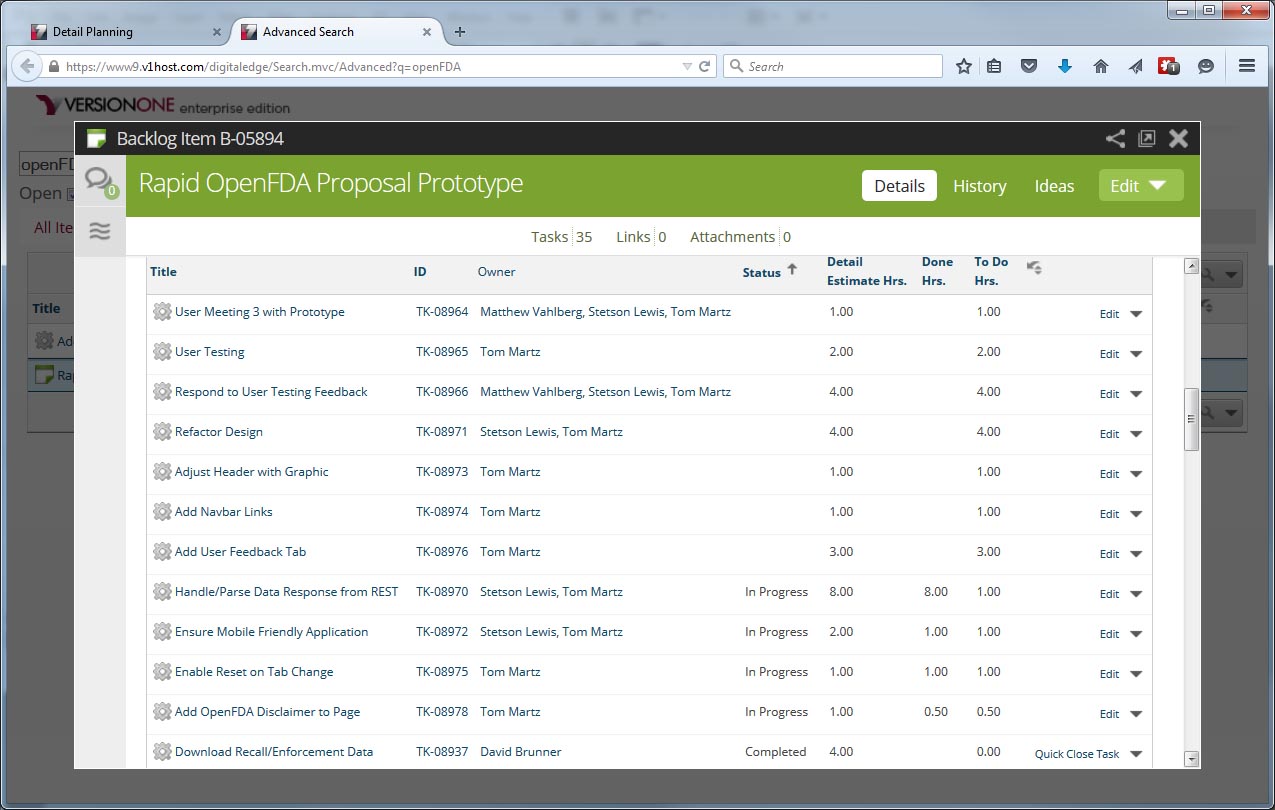 Detail Planning
Advanced Search
https://www9.v1host.com/digitaledge/Search.mvc/Advanced?q=openFDA
Search
1
VERSIONONE enterprise edition
Backlog Item B-05894
openFD
Open
All Ite
Title
Ad
Ra
0
Rapid OpenFDA Proposal Prototype
Details History Ideas Edit
Tasks 35 Links 0 Attachments 0
Title ID Owner Status Detail Estimate Hrs. Done Hrs. To Do Hrs.
User Meeting 3 with Prototype TK-08964 Matthew Vahlberg, Stetson Lewis, Tom Martz 1.00 1.00 Edit
User Testing TK-08965 Tom Martz 2.00 2.00 Edit
Respond to User Testing Feedback TK-08966 Matthew Vahlberg, Stetson Lewis, Tom Martz 4.00 4.00 Edit
Refactor Design TK-08971 Stetson Lewis, Tom Martz 4.00 4.00 Edit
Adjust Header with Graphic TK-08973 Tom Martz 1.00 1.00 Edit
Add Navbar Links TK-08974 Tom Martz 1.00 1.00 Edit
Add User Feedback Tab TK-08976 Tom Martz 3.00 3.00 Edit
Handle/Parse Data Response from REST TK-08970 Stetson Lewis, Tom Martz In Progress 8.00 8.00 1.00 Edit
Ensure Mobile Friendly Application TK-08972 Stetson Lewis, Tom Martz In Progress 2.00 1.00 1.00 Edit
Enable Reset on Tab Change TK-08975 Tom Martz In Progress 1.00 1.00 1.00 Edit
Add OpenFDA Disclaimer to Page TK-08978 Tom Martz In Progress 1.00 0.50 0.50 Edit
Download Recall/Enforcement Data TK-08937 David Brunner Completed 4.00 0.00 Quick Close Task